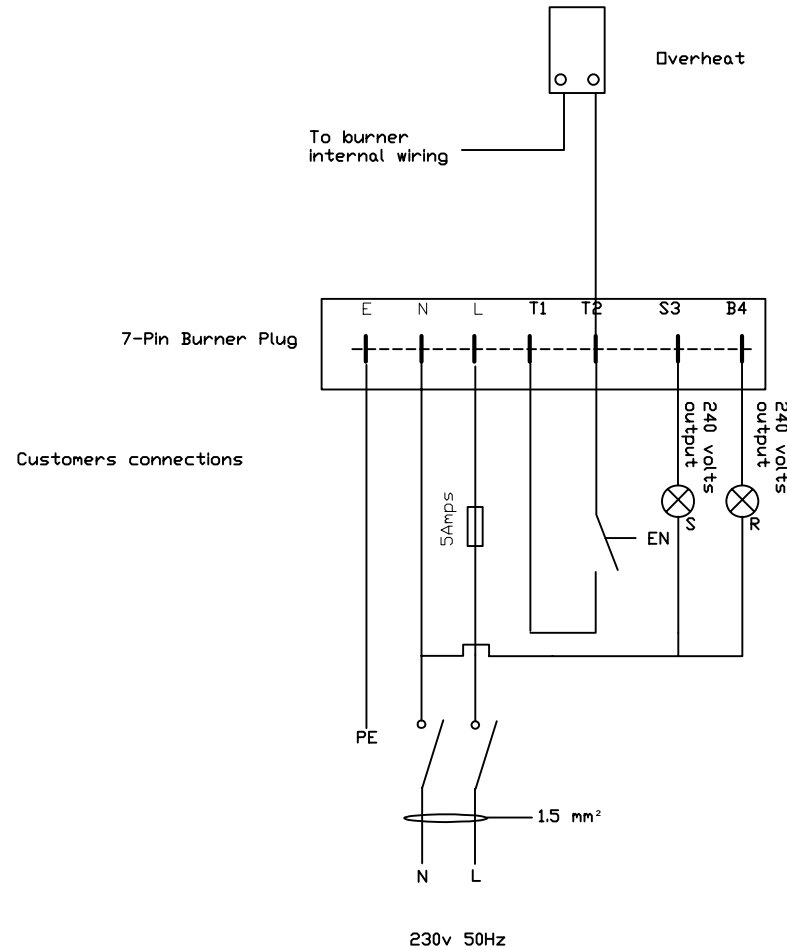 Overheat
To burner
internal wiring
E N L T1 T2 S3 B4
7-Pin Burner Plug
240 volts
output
240 volts
output
Customers connections
5Amps
S
R
EN
PE
1.5 mm²
N L
230v 50Hz